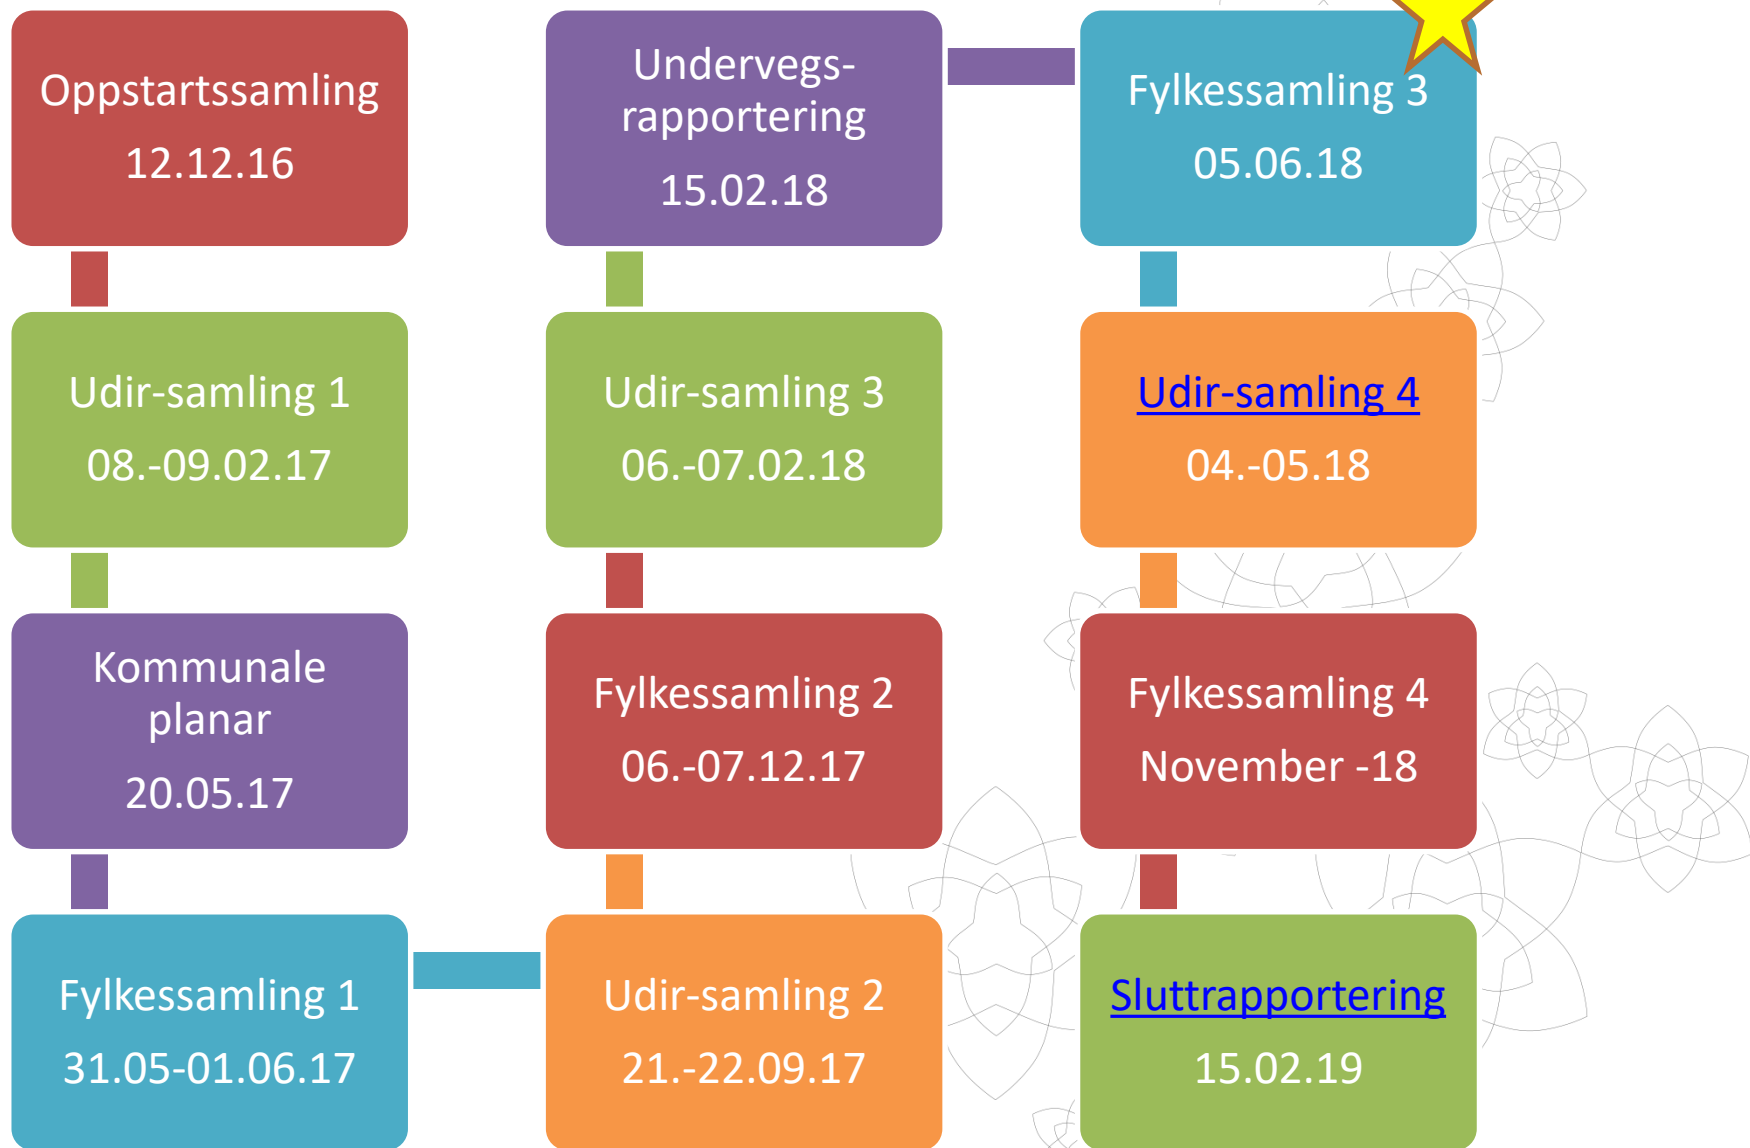 Oppstartssamling
12.12.16
Udir-samling 1
08.-09.02.17
Kommunale
planar
20.05.17
Fylkessamling 1
31.05-01.06.17
Udir-samling 2
21.-22.09.17
Fylkessamling 2
06.-07.12.17
Udir-samling 3
06.-07.02.18
Undervegs-
rapportering
15.02.18
Fylkessamling 3
05.06.18
Udir-samling 4
04.-05.18
Fylkessamling 4
November -18
Sluttrapportering
15.02.19